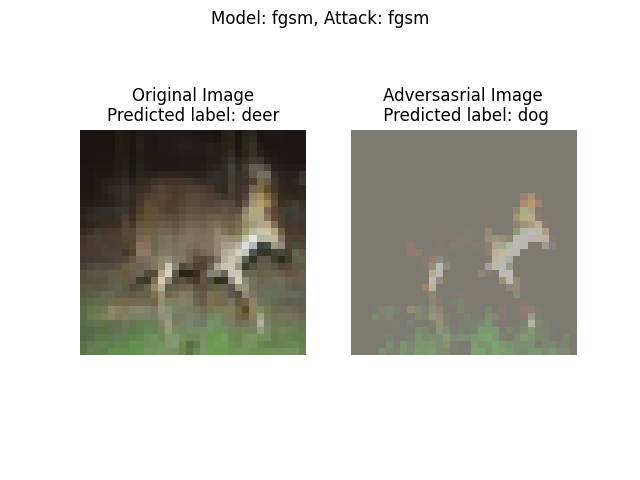 Model: fgsm, Attack: fgsm
Original Image
Predicted label: deer
Adversasrial Image
Predicted label: dog